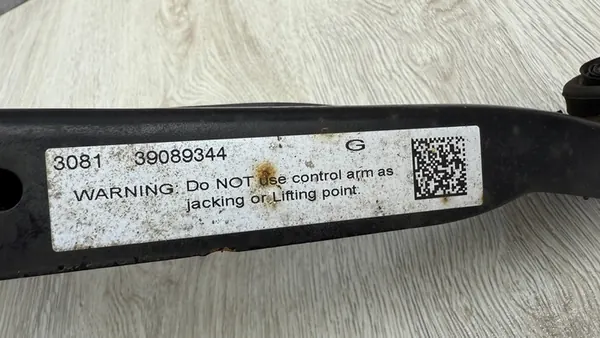 3081 39089344 G
WARNING: Do NOT use control arm as
jacking or Lifting point.